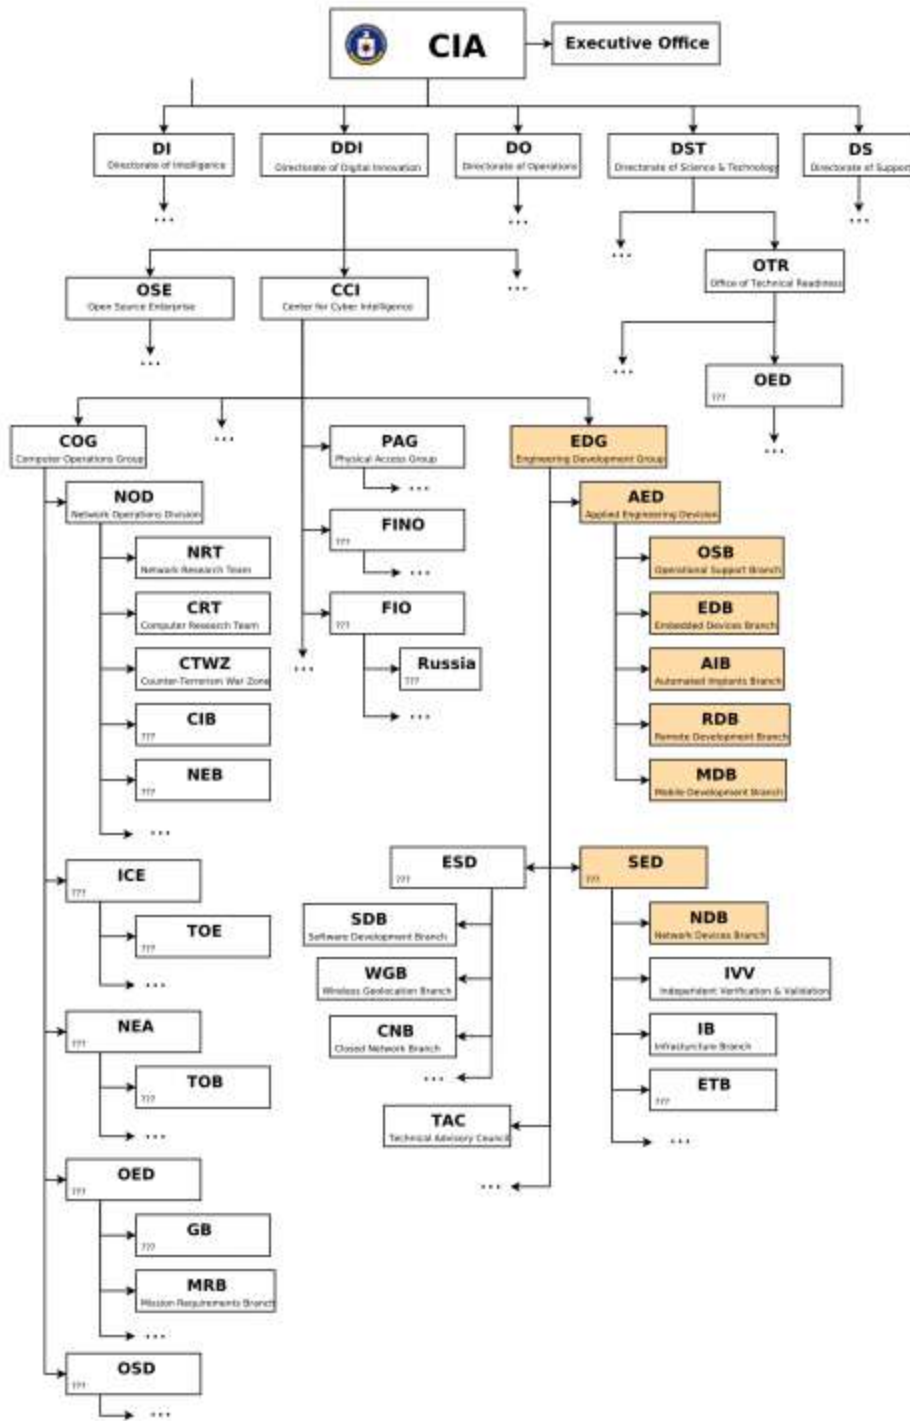 CIA
Executive Office
DI
Directorate of Intelligence
DDI
Directorate of Digital Innovation
DO
Directorate of Operations
DST
Directorate of Science & Technology
DS
Directorate of Support
...
...
...
...
OTR
Office of Technical Readiness
OSE
Open Source Enterprise
CCI
Center for Cyber Intelligence
...
...
...
OED
???
...
COG
Computer Operations Group
...
PAG
Physical Access Group
...
EDG
Engineering Development Group
NOD
Network Operations Division
NRT
Network Research Team
CRT
Computer Research Team
CTWZ
Counter-Terrorism War Zone
CIB
???
NEB
???
...
FINO
???
...
FIO
???
Russia
???
...
...
AED
Applied Engineering Devision
OSB
Operational Support Branch
EDB
Embedded Devices Branch
AIB
Automated Implants Branch
RDB
Remote Development Branch
MDB
Mobile Development Branch
ICE
???
TOE
???
...
ESD
???
SDB
Software Development Branch
WGB
Wireless Geolocation Branch
CNB
Closed Network Branch
...
SED
???
NDB
Network Devices Branch
IVV
Independent Verification & Validation
IB
Infrasturcture Branch
ETB
???
...
NEA
???
TOB
???
...
TAC
Technical Advisory Council
...
OED
???
GB
???
MRB
Mission Requirements Branch
...
OSD
???
...